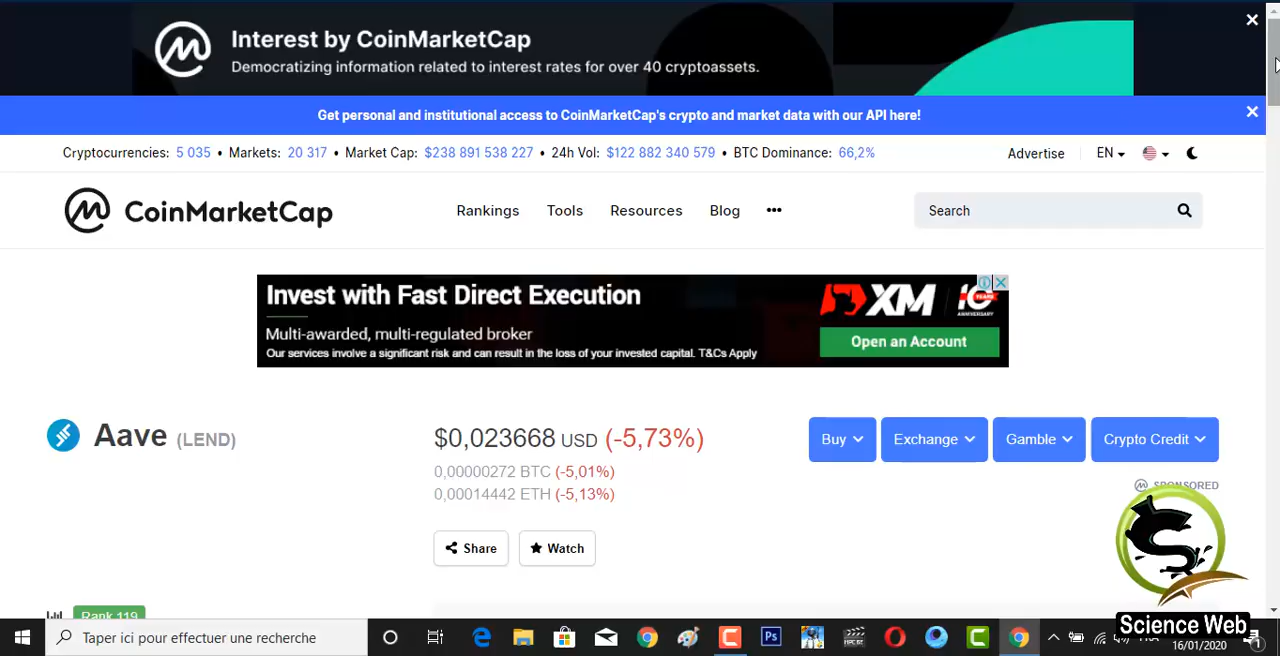 Interest by CoinMarketCap
Democratizing information related to interest rates for over 40 cryptoassets.
Get personal and institutional access to CoinMarketCap's crypto and market data with our API here!
Cryptocurrencies: 5 035 • Markets: 20 317 • Market Cap: $238 891 538 227 • 24h Vol: $122 882 340 579 • BTC Dominance: 66,2% Advertise EN
CoinMarketCap Rankings Tools Resources Blog ••• Search
Invest with Fast Direct Execution
Multi-awarded, multi-regulated broker
Our services involve a significant risk and can result in the loss of your invested capital. T&Cs Apply
XM 10 YEARS ANNIVERSARY
Open an Account
Aave (LEND) $0,023668 USD (-5,73%) Buy Exchange Gamble Crypto Credit
0,00000272 BTC (-5,01%)
0,00014442 ETH (-5,13%)
SPONSORED
Share Watch
Rank 119
Science Web
Taper ici pour effectuer une recherche
16/01/2020